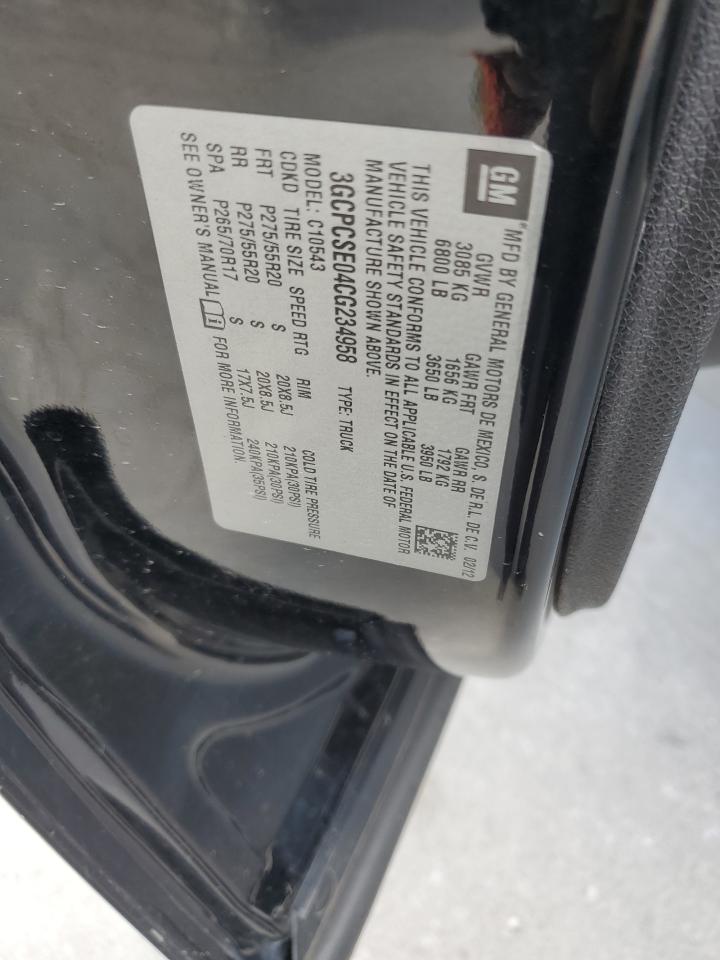 GM
®MFD BY GENERAL MOTORS DE MEXICO, S. DE R.L. DE C.V. 02/12
GVWR GAWR FRT GAWR RR
3085 KG 1656 KG 1792 KG
6800 LB 3650 LB 3950 LB
THIS VEHICLE CONFORMS TO ALL APPLICABLE U.S. FEDERAL MOTOR
VEHICLE SAFETY STANDARDS IN EFFECT ON THE DATE OF
MANUFACTURE SHOWN ABOVE.
3GCPCSE04CG234958 TYPE: TRUCK
MODEL: C10543
CDKD TIRE SIZE SPEED RTG RIM COLD TIRE PRESSURE
FRT P275/55R20 S 20X8.5J 210KPA(30PSI)
RR P275/55R20 S 20X8.5J 210KPA(30PSI)
SPA P265/70R17 S 17X7.5J 240KPA(35PSI)
SEE OWNER'S MANUAL FOR MORE INFORMATION.